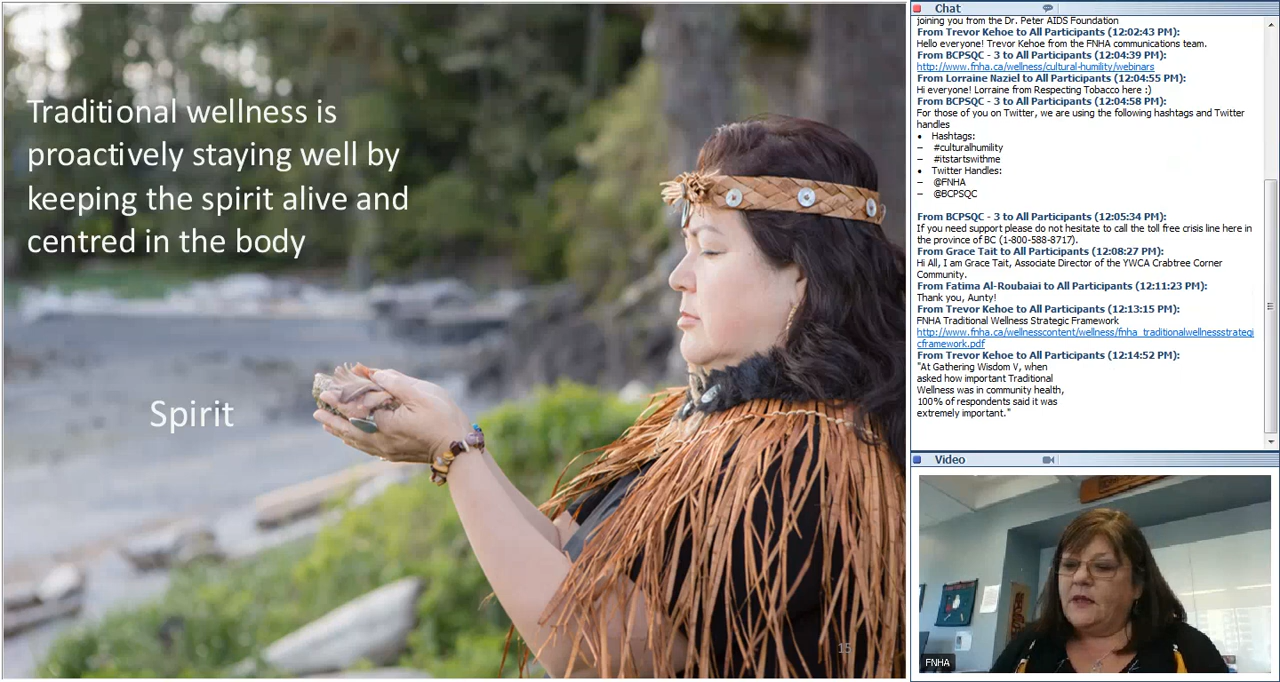 Traditional wellness is
proactively staying well by
keeping the spirit alive and
centred in the body
Spirit
15
Chat
joining you from the Dr. Peter AIDS Foundation
From Trevor Kehoe to All Participants (12:02:43 PM):
Hello everyone! Trevor Kehoe from the FNHA communications team.
From BCPSQC - 3 to All Participants (12:04:39 PM):
http://www.fnha.ca/wellness/cultural-humility/webinars
From Lorraine Naziel to All Participants (12:04:55 PM):
Hi everyone! Lorraine from Respecting Tobacco here :)
From BCPSQC - 3 to All Participants (12:04:58 PM):
For those of you on Twitter, we are using the following hashtags and Twitter
handles
• Hashtags:
– #culturalhumility
– #itstartswithme
• Twitter Handles:
– @FNHA
– @BCPSQC
From BCPSQC - 3 to All Participants (12:05:34 PM):
If you need support please do not hesitate to call the toll free crisis line here in
the province of BC (1-800-588-8717).
From Grace Tait to All Participants (12:08:27 PM):
Hi All, I am Grace Tait, Associate Director of the YWCA Crabtree Corner
Community.
From Fatima Al-Roubaiai to All Participants (12:11:23 PM):
Thank you, Aunty!
From Trevor Kehoe to All Participants (12:13:15 PM):
FNHA Traditional Wellness Strategic Framework
http://www.fnha.ca/wellnesscontent/wellness/fnha_traditionalwellnessstrategi
cframework.pdf
From Trevor Kehoe to All Participants (12:14:52 PM):
"At Gathering Wisdom V, when
asked how important Traditional
Wellness was in community health,
100% of respondents said it was
extremely important."
Video
FNHA